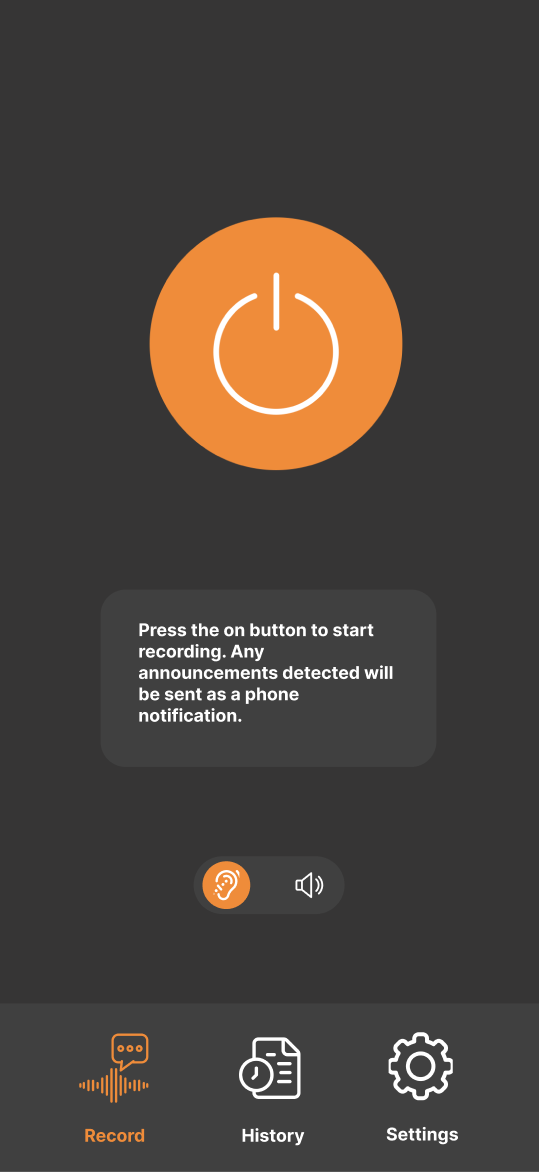 Press the on button to start
recording. Any
announcements detected will
be sent as a phone
notification.
Record
History
Settings